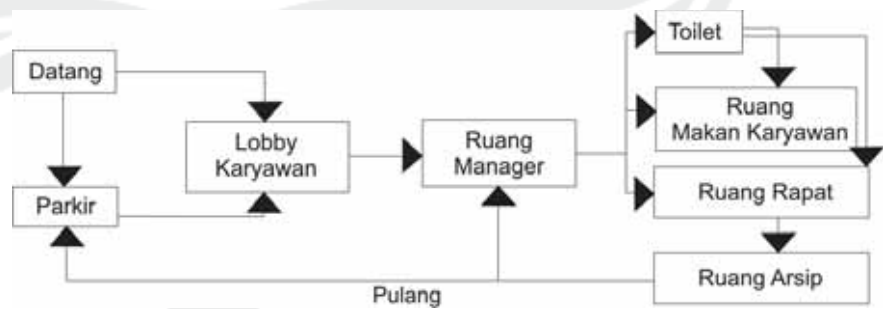 Datang
Parkir
Lobby
Karyawan
Ruang
Manager
Toilet
Ruang
Makan Karyawan
Ruang Rapat
Ruang Arsip
Pulang